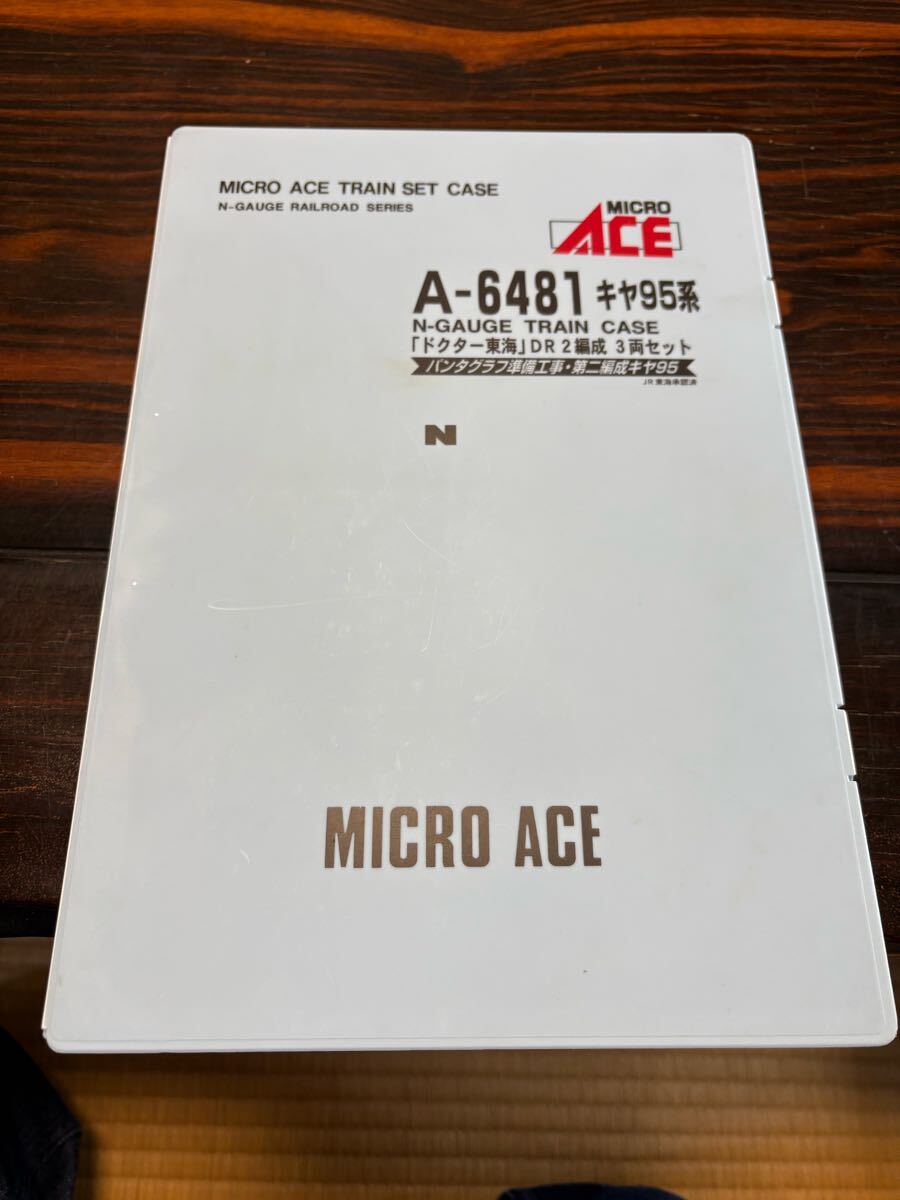 MICRO ACE TRAIN SET CASE
N-GAUGE RAILROAD SERIES
MICRO
ACE
A-6481 キヤ95系
N-GAUGE TRAIN CASE
「ドクター東海」DR2編成 3両セット
パンタグラフ準備工事・第二編成キヤ95
JR東海承認済
N
MICRO ACE